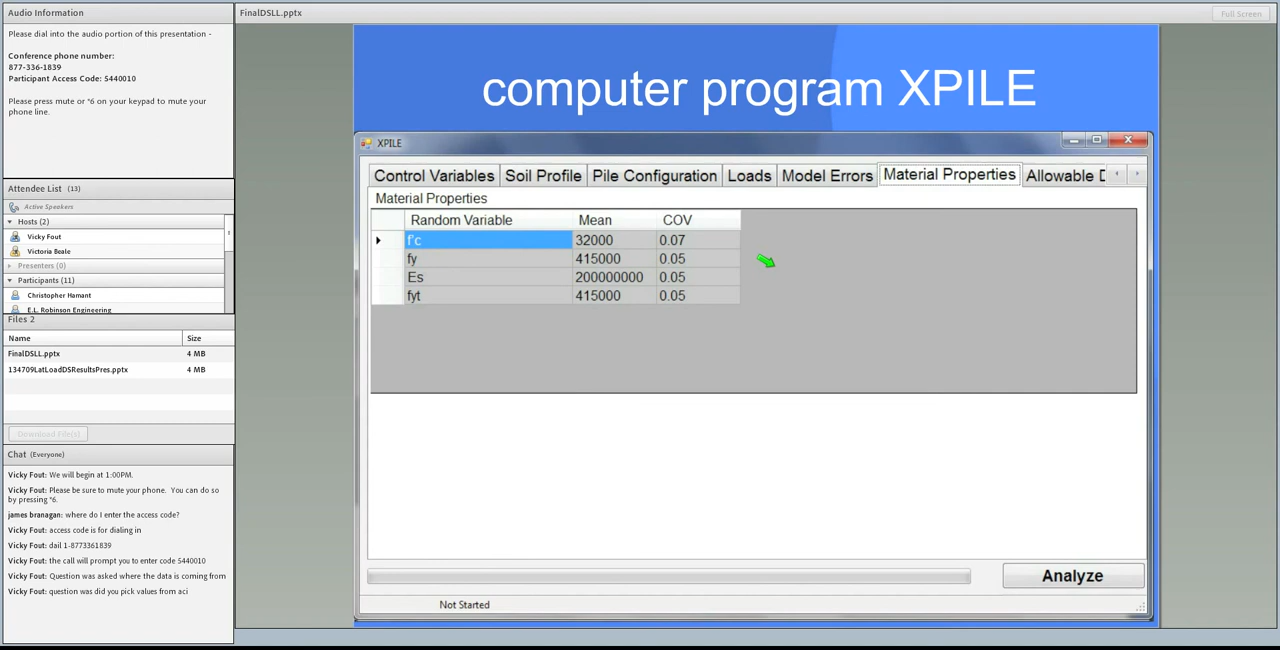 Audio Information
Please dial into the audio portion of this presentation -
Conference phone number:
877-336-1839
Participant Access Code: 5440010
Please press mute or *6 on your keypad to mute your
phone line.
Attendee List (13)
Active Speakers
Hosts (2)
Vicky Fout
Victoria Beale
Presenters (0)
Participants (11)
Christopher Hamant
E.L. Robinson Engineering
Files 2
Name Size
FinalDSLL.pptx 4 MB
134709LatLoadDSResultsPres.pptx 4 MB
Download File(s)
Chat (Everyone)
Vicky Fout: We will begin at 1:00PM.
Vicky Fout: Please be sure to mute your phone. You can do so
by pressing *6.
james branagan: where do I enter the access code?
Vicky Fout: access code is for dialing in
Vicky Fout: dail 1-8773361839
Vicky Fout: the call will prompt you to enter code 5440010
Vicky Fout: Question was asked where the data is coming from
Vicky Fout: question was did you pick values from aci
FinalDSLL.pptx Full Screen
computer program XPILE
XPILE
Control Variables Soil Profile Pile Configuration Loads Model Errors Material Properties Allowable D
Material Properties
Random Variable Mean COV
f'c 32000 0.07
fy 415000 0.05
Es 200000000 0.05
fyt 415000 0.05
Analyze
Not Started